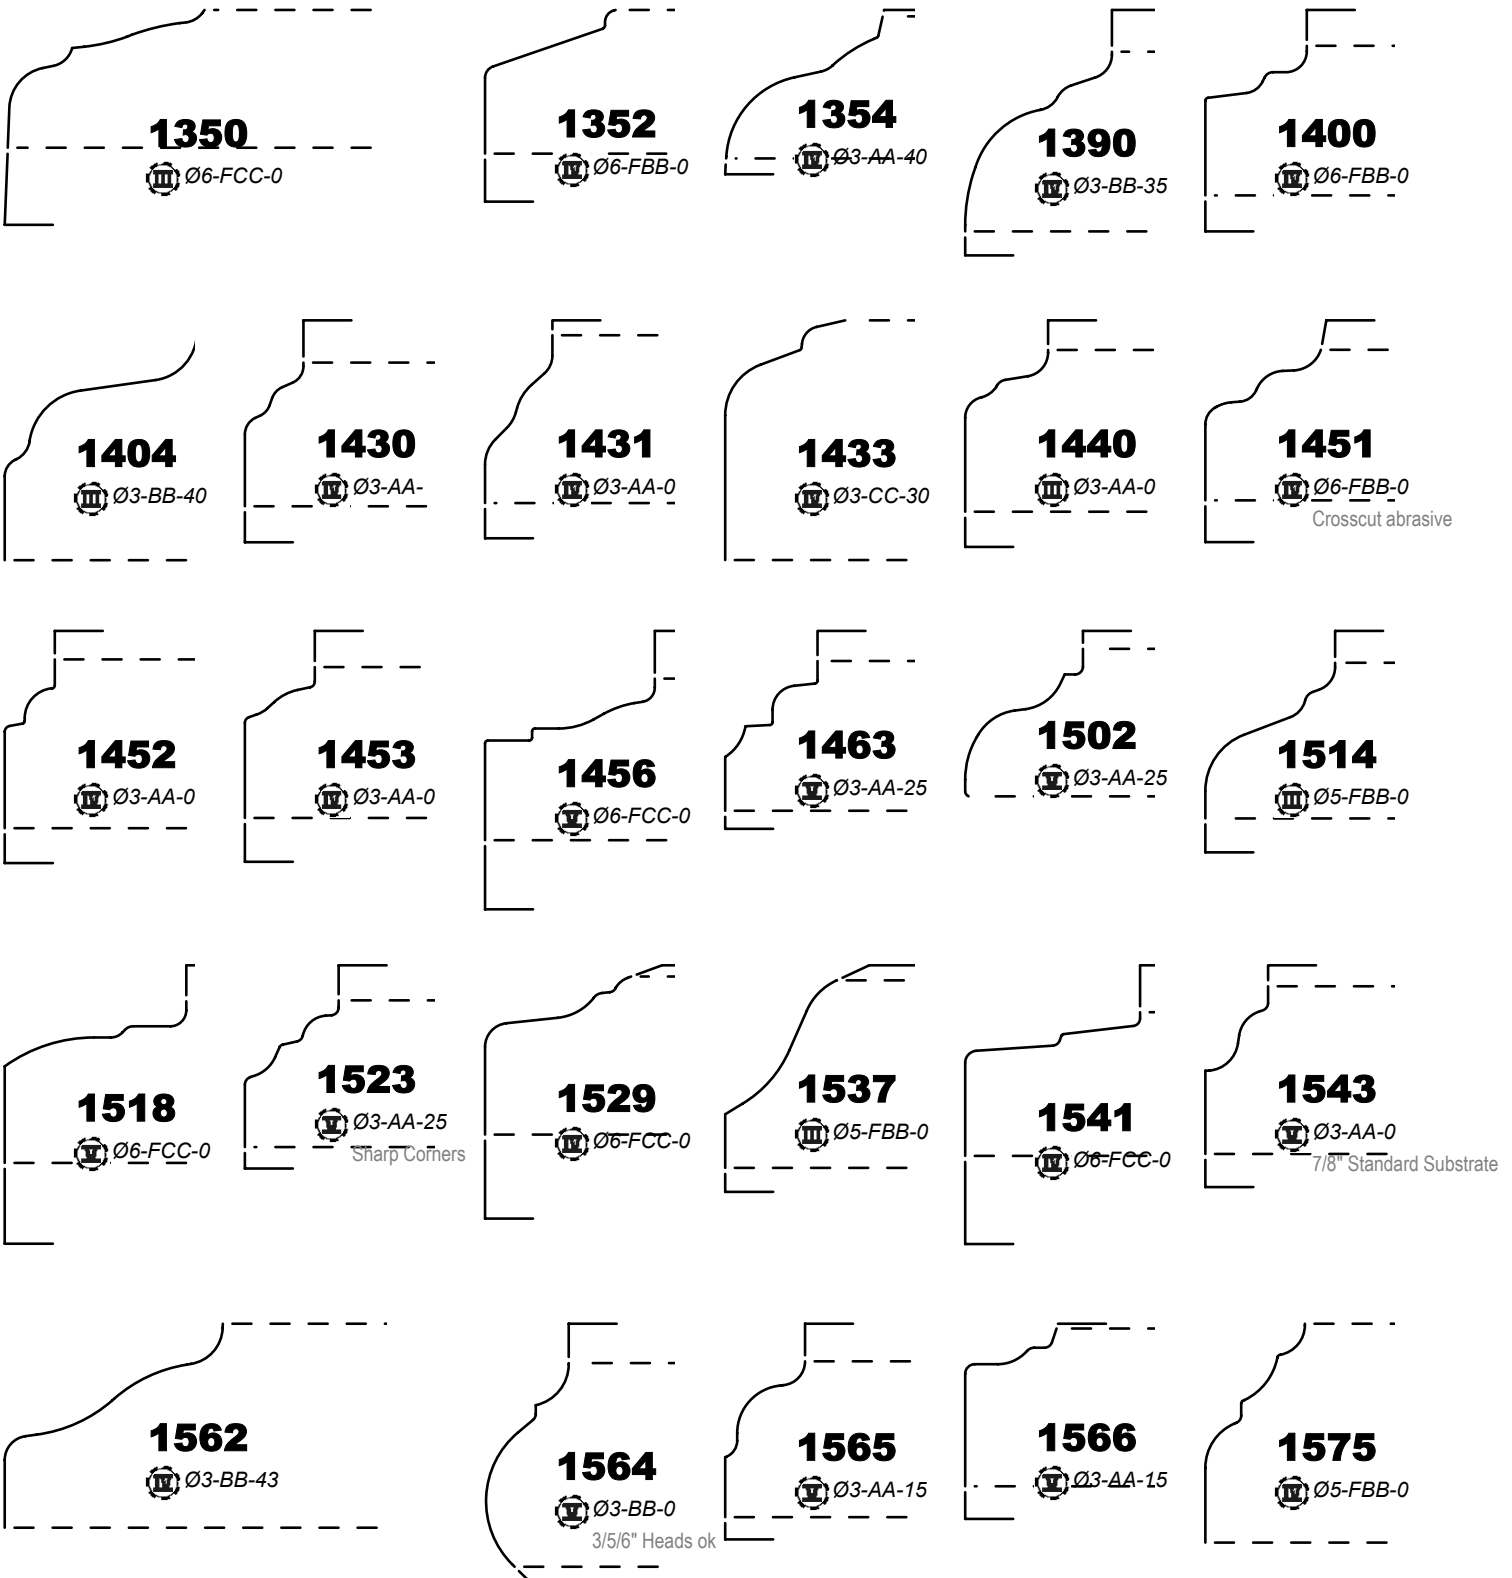 1350
III Ø6-FCC-0
1352
IV Ø6-FBB-0
1354
IV Ø3-AA-40
1390
IV Ø3-BB-35
1400
IV Ø6-FBB-0
1404
III Ø3-BB-40
1430
IV Ø3-AA-
1431
IV Ø3-AA-0
1433
IV Ø3-CC-30
1440
III Ø3-AA-0
1451
IV Ø6-FBB-0
Crosscut abrasive
1452
IV Ø3-AA-0
1453
IV Ø3-AA-0
1456
V Ø6-FCC-0
1463
V Ø3-AA-25
1502
V Ø3-AA-25
1514
III Ø5-FBB-0
1518
V Ø6-FCC-0
1523
V Ø3-AA-25
Sharp Corners
1529
IV Ø6-FCC-0
1537
III Ø5-FBB-0
1541
IV Ø6-FCC-0
1543
V Ø3-AA-0
7/8" Standard Substrate
1562
IV Ø3-BB-43
1564
V Ø3-BB-0
3/5/6" Heads ok
1565
V Ø3-AA-15
1566
V Ø3-AA-15
1575
IV Ø5-FBB-0